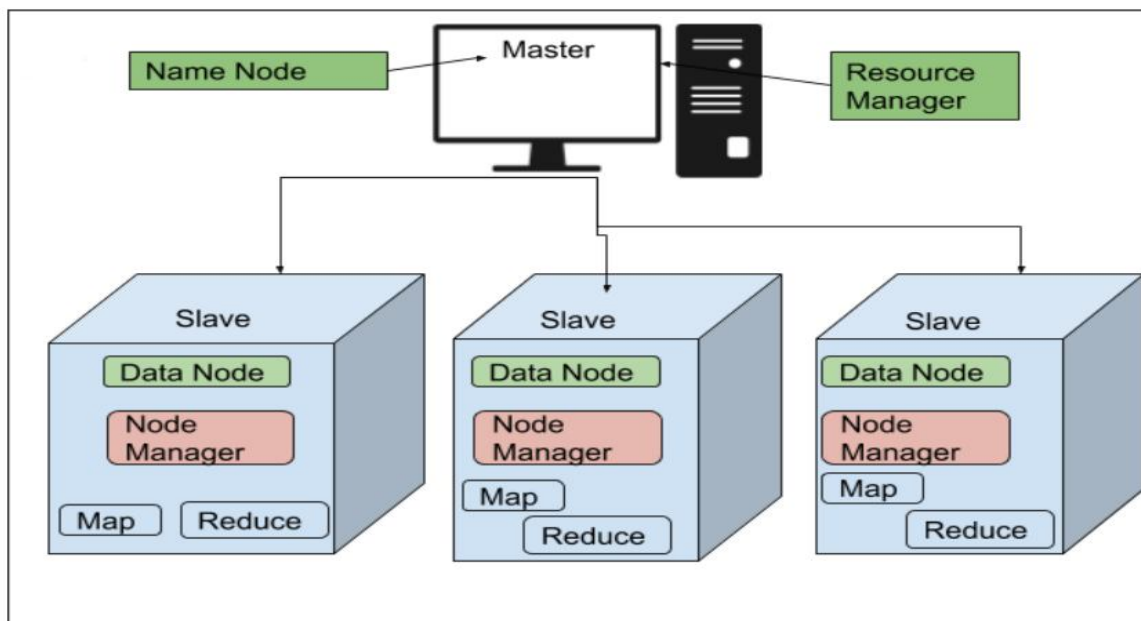 Master
Name Node
Resource
Manager
Slave
Data Node
Node
Manager
Map
Reduce
Slave
Data Node
Node
Manager
Map
Reduce
Slave
Data Node
Node
Manager
Map
Reduce